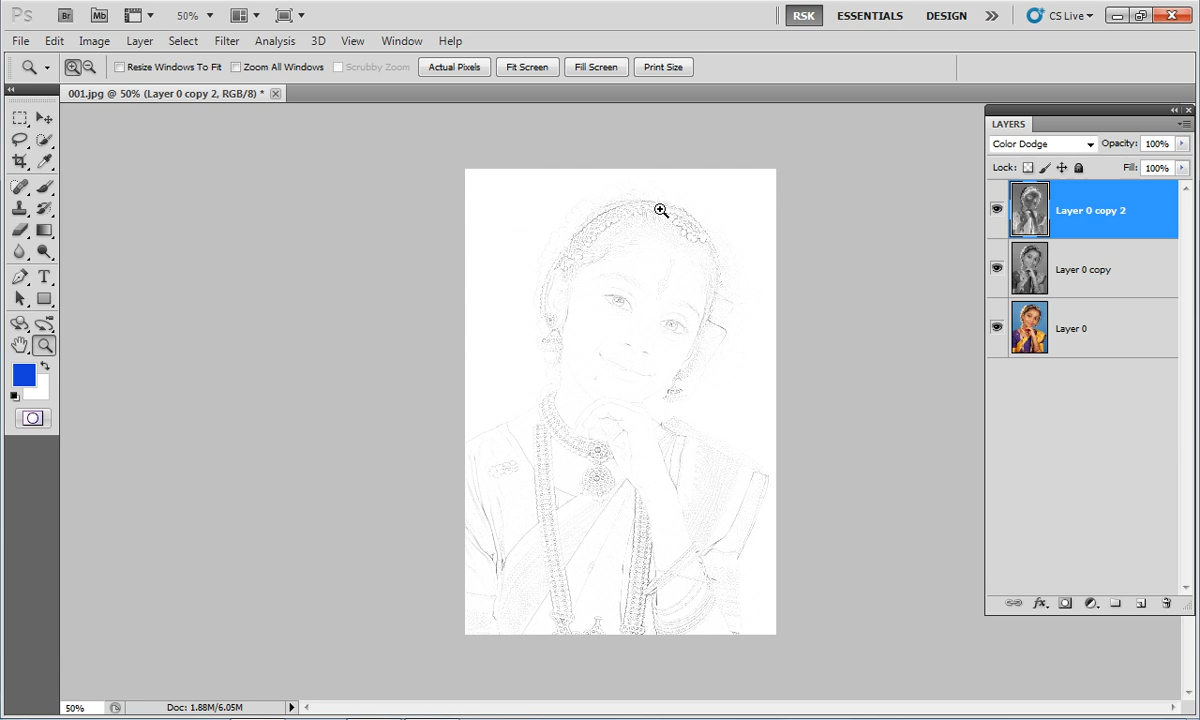 Ps Br Mb 50% RSK ESSENTIALS DESIGN CS Live
File Edit Image Layer Select Filter Analysis 3D View Window Help
Resize Windows To Fit Zoom All Windows Scrubby Zoom Actual Pixels Fit Screen Fill Screen Print Size
001.jpg @ 50% (Layer 0 copy 2, RGB/8) *
LAYERS
Color Dodge Opacity: 100%
Lock: Fill: 100%
Layer 0 copy 2
Layer 0 copy
Layer 0
T
fx
50% Doc: 1.88M/6.05M